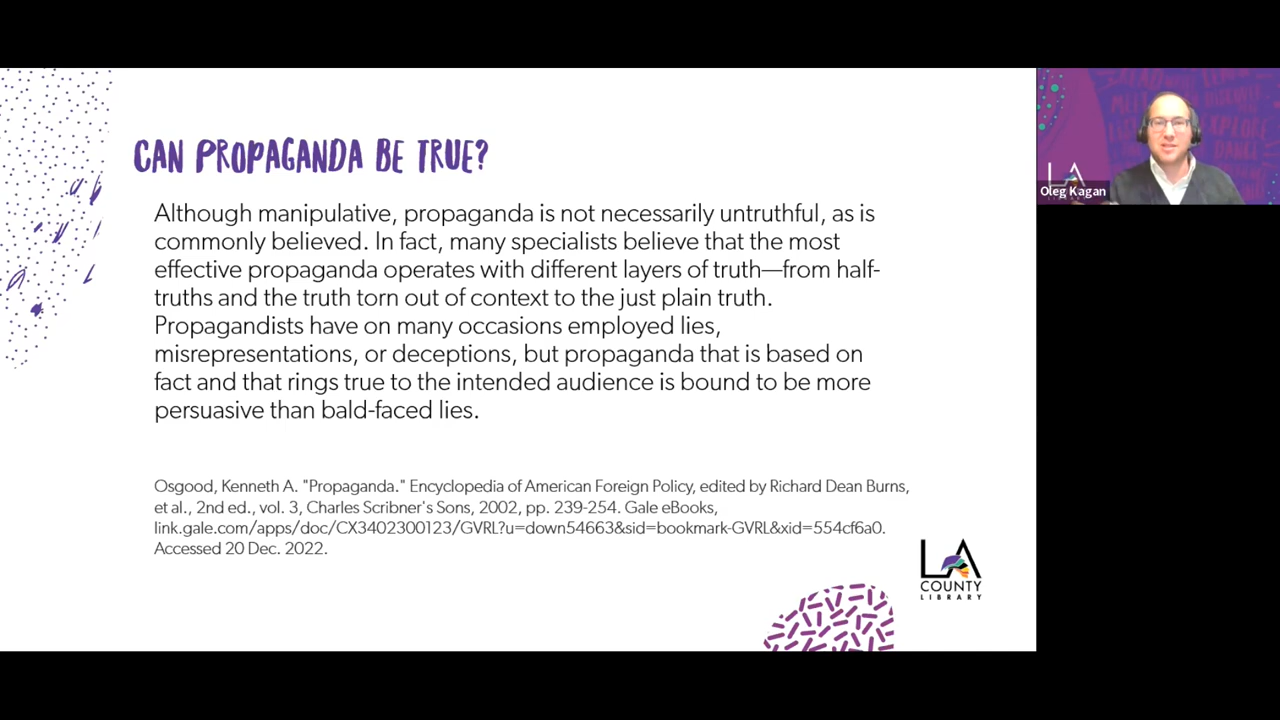 CAN PROPAGANDA BE TRUE?
Although manipulative, propaganda is not necessarily untruthful, as is
commonly believed. In fact, many specialists believe that the most
effective propaganda operates with different layers of truth—from half-
truths and the truth torn out of context to the just plain truth.
Propagandists have on many occasions employed lies,
misrepresentations, or deceptions, but propaganda that is based on
fact and that rings true to the intended audience is bound to be more
persuasive than bald-faced lies.
Osgood, Kenneth A. "Propaganda." Encyclopedia of American Foreign Policy, edited by Richard Dean Burns,
et al., 2nd ed., vol. 3, Charles Scribner's Sons, 2002, pp. 239-254. Gale eBooks,
link.gale.com/apps/doc/CX3402300123/GVRL?u=down54663&sid=bookmark-GVRL&xid=554cf6a0.
Accessed 20 Dec. 2022.
LA
COUNTY
LIBRARY
LA
Oleg Kagan